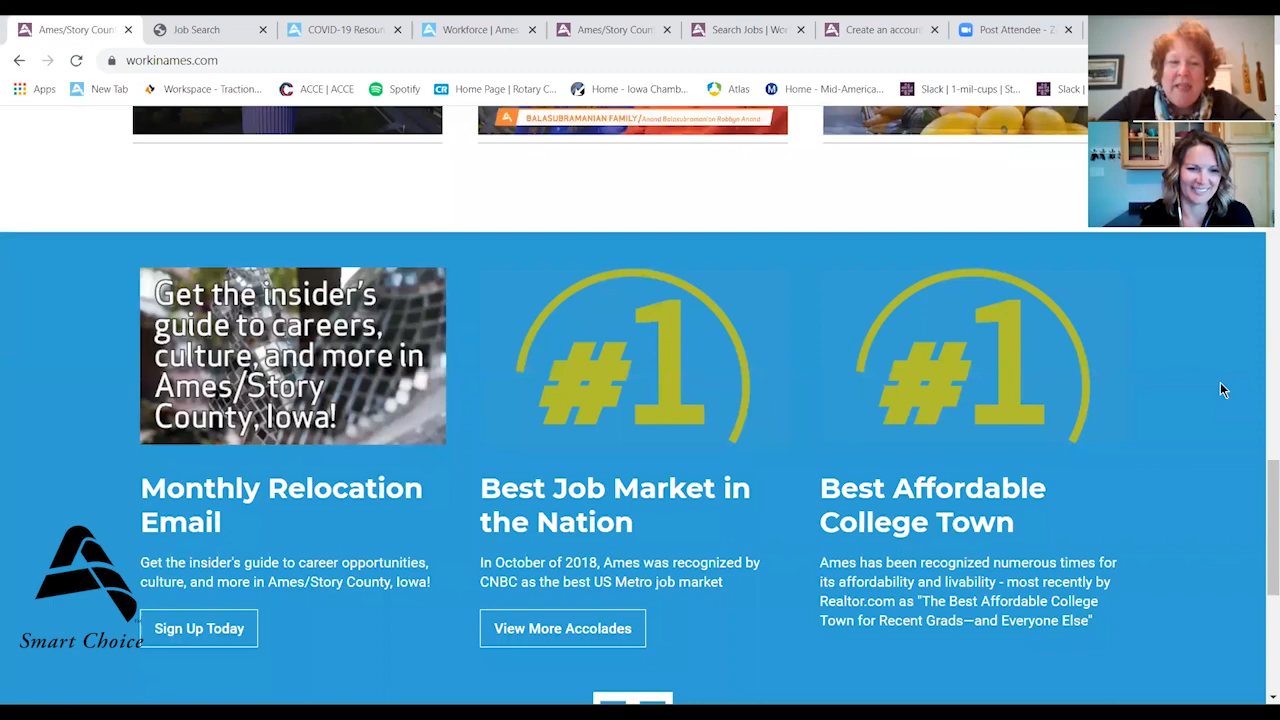 Ames/Story Coun
Job Search
COVID-19 Resour
Workforce | Ames
Ames/Story Coun
Search Jobs | Wo
Create an accoun
Post Attendee - Z
workinames.com
Apps
New Tab
Workspace - Traction...
ACCE | ACCE
Spotify
CR
Home Page | Rotary C...
Home - Iowa Chamb...
Atlas
M
Home - Mid-America...
Slack | 1-mil-cups | St...
Slack |
BALASUBRAMANIAN FAMILY/Anand Balasubramanian Robbyn Anand
Get the insider's
guide to careers,
culture, and more in
Ames/Story
County, Iowa!
#1
#1
Monthly Relocation
Email
Get the insider's guide to career opportunities,
culture, and more in Ames/Story County, Iowa!
Sign Up Today
Best Job Market in
the Nation
In October of 2018, Ames was recognized by
CNBC as the best US Metro job market
View More Accolades
Best Affordable
College Town
Ames has been recognized numerous times for
its affordability and livability - most recently by
Realtor.com as "The Best Affordable College
Town for Recent Grads—and Everyone Else"
Smart Choice